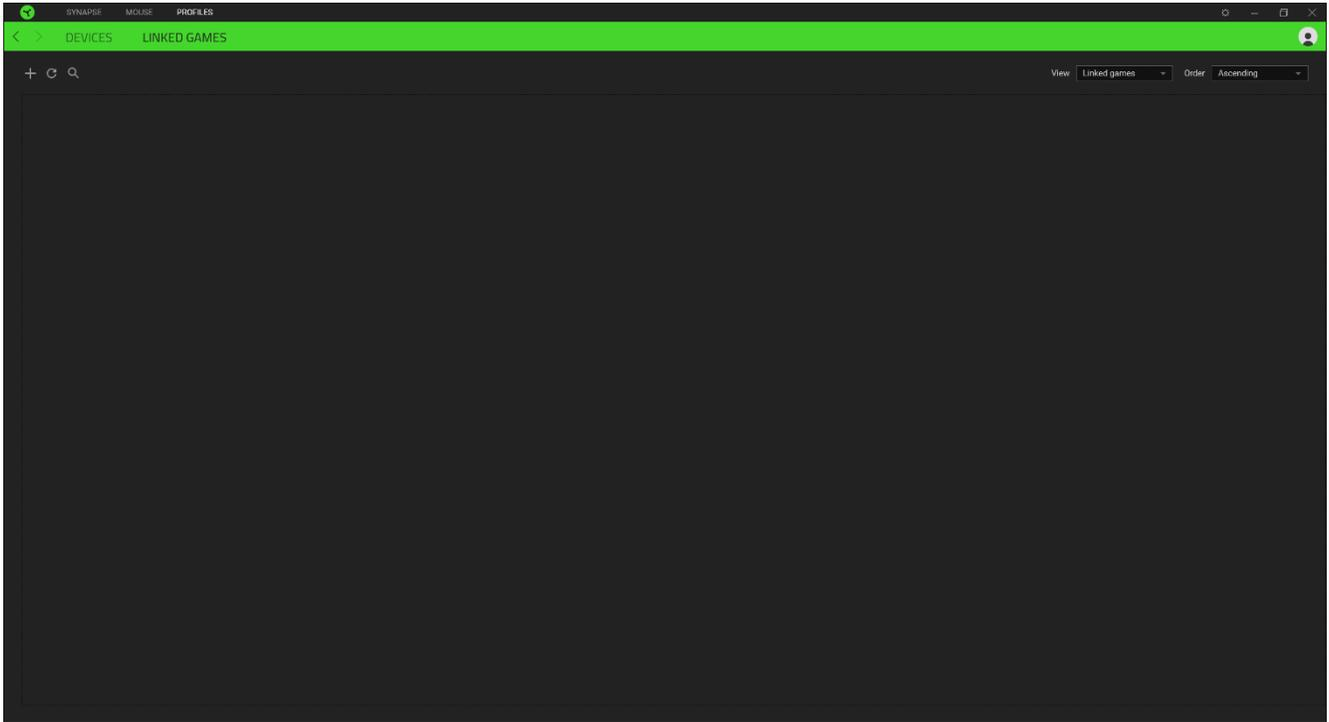 SYNAPSE MOUSE PROFILES
DEVICES LINKED GAMES
View Linked games Order Ascending